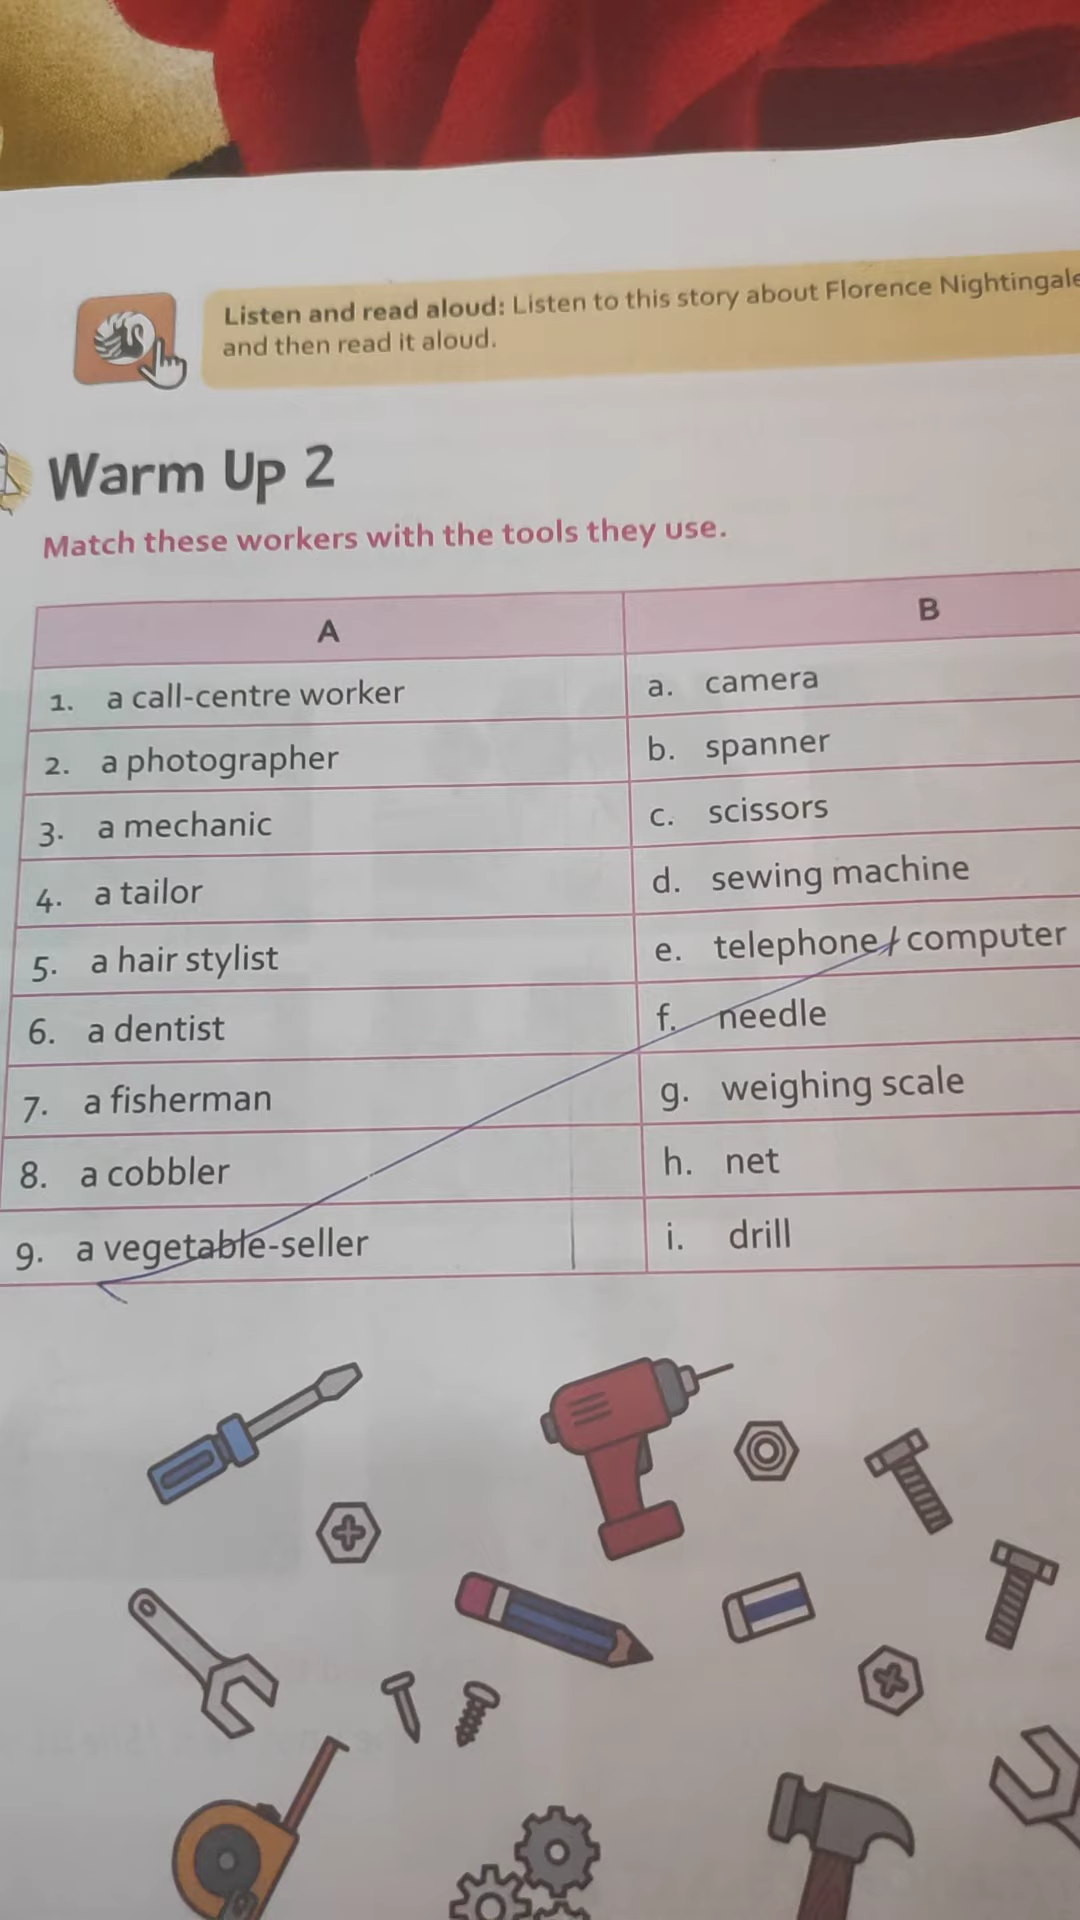 Listen and read aloud: Listen to this story about Florence Nightingale
and then read it aloud.
Warm Up 2
Match these workers with the tools they use.
A B
1. a call-centre worker a. camera
2. a photographer b. spanner
3. a mechanic c. scissors
4. a tailor d. sewing machine
5. a hair stylist e. telephone / computer
6. a dentist f. needle
7. a fisherman g. weighing scale
8. a cobbler h. net
9. a vegetable-seller i. drill